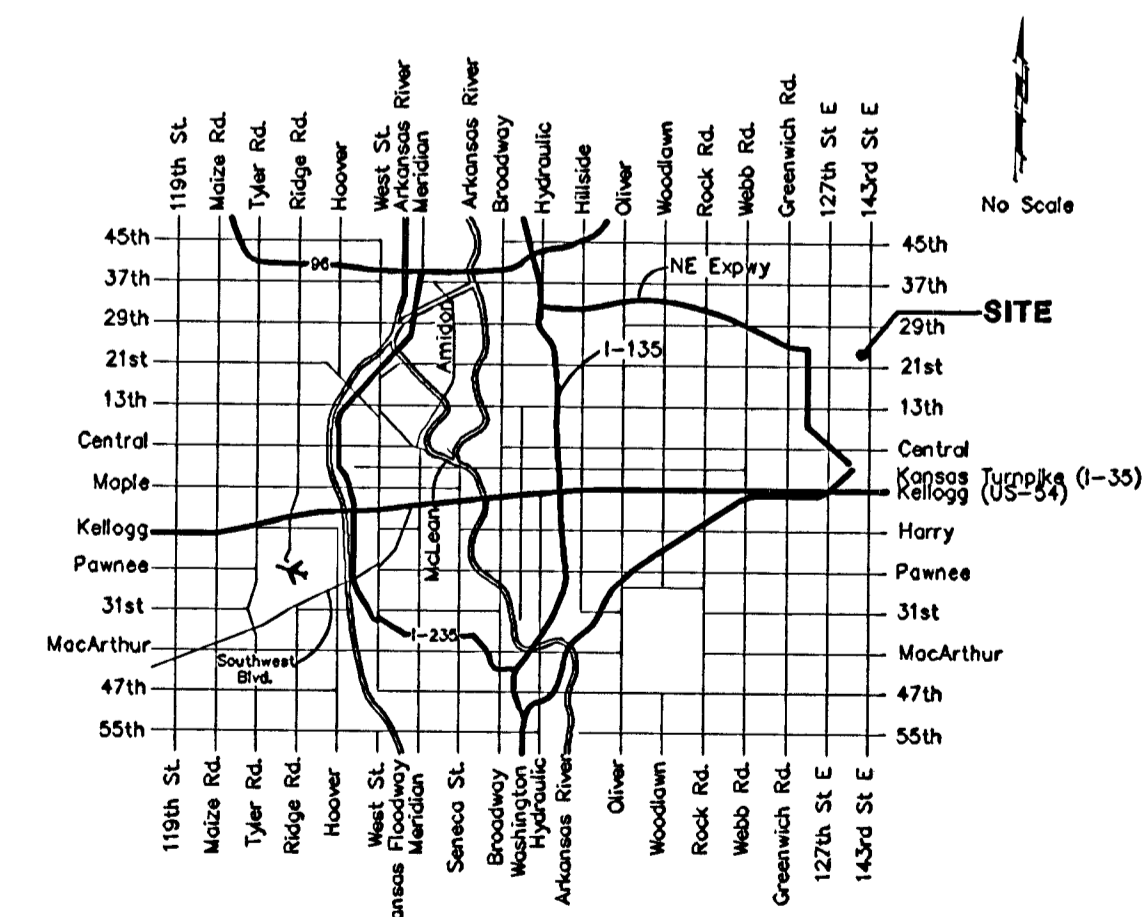 119th St.
Maize Rd.
Tyler Rd.
Ridge Rd.
Hoover
West St.
Arkansas River
Meridian
Arkansas River
Broadway
Hydraulic
Hillside
Oliver
Woodlawn
Rock Rd.
Webb Rd.
Greenwich Rd.
127th St E
143rd St E
No Scale
45th
37th
29th
21st
13th
Central
Maple
Kellogg
Pawnee
31st
MacArthur
47th
55th
96
NE Expwy
SITE
Amidon
I-135
McLean
I-235
Southwest
Blvd.
45th
37th
29th
21st
13th
Central
Kansas Turnpike (I-35)
Kellogg (US-54)
Harry
Pawnee
31st
MacArthur
47th
55th
119th St.
Maize Rd.
Tyler Rd.
Ridge Rd.
Hoover
West St.
ansas Floodway
Meridian
Seneca St.
Broadway
Washington
Hydraulic
Arkansas River
Oliver
Woodlawn
Rock Rd.
Webb Rd.
Greenwich Rd.
127th St E
143rd St E